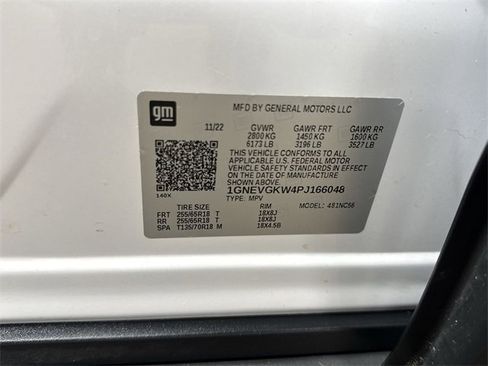 gm
MFD BY GENERAL MOTORS LLC
11/22 GVWR GAWR FRT GAWR RR
2800 KG 1450 KG 1600 KG
6173 LB 3196 LB 3527 LB
THIS VEHICLE CONFORMS TO ALL
APPLICABLE U.S. FEDERAL MOTOR
VEHICLE SAFETY STANDARDS IN EFFECT
ON THE DATE OF MANUFACTURE
SHOWN ABOVE.
140X
1GNEVGKW4PJ166048
TYPE: MPV MODEL: 481NC56
TIRE SIZE RIM
FRT 255/65R18 T 18X8J
RR 255/65R18 T 18X8J
SPA T135/70R18 M 18X4.5B